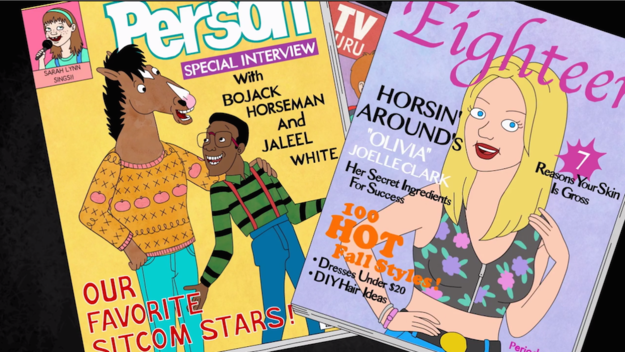 Person
SARAH LYNN
SINGS!!
SPECIAL INTERVIEW
With
BOJACK
HORSEMAN
And
JALEEL
WHITE
OUR
FAVORITE
SITCOM STARS!
TV
Eighteen
HORSIN'
AROUND's
"OLIVIA"
JOELLE CLARK
Her Secret Ingredients
For Success
7
Reasons Your Skin
Is Gross
100
HOT
Fall Styles!
• Dresses Under $20
• DIY Hair Ideas